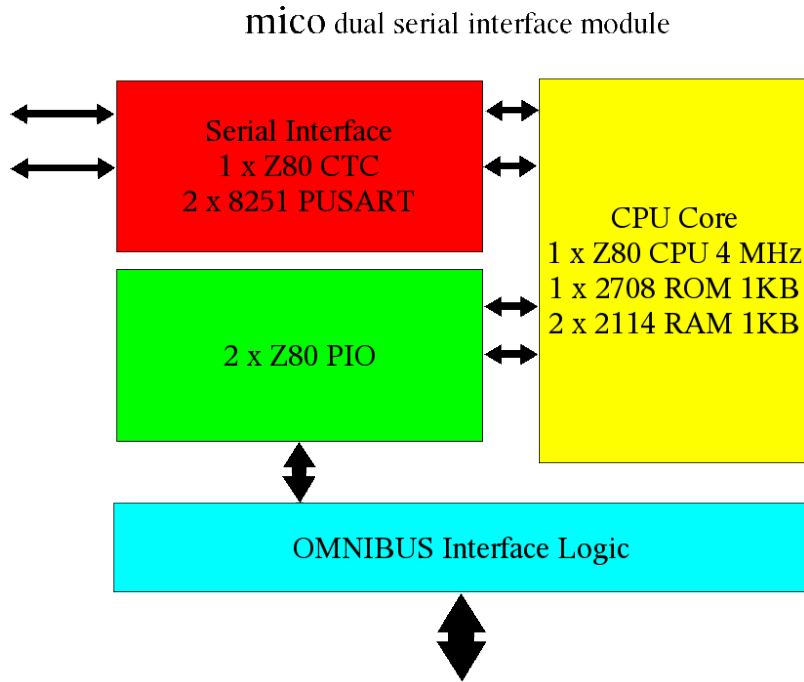 mico dual serial interface module
Serial Interface
1 x Z80 CTC
2 x 8251 PUSART
CPU Core
1 x Z80 CPU 4 MHz
1 x 2708 ROM 1KB
2 x 2114 RAM 1KB
2 x Z80 PIO
OMNIBUS Interface Logic